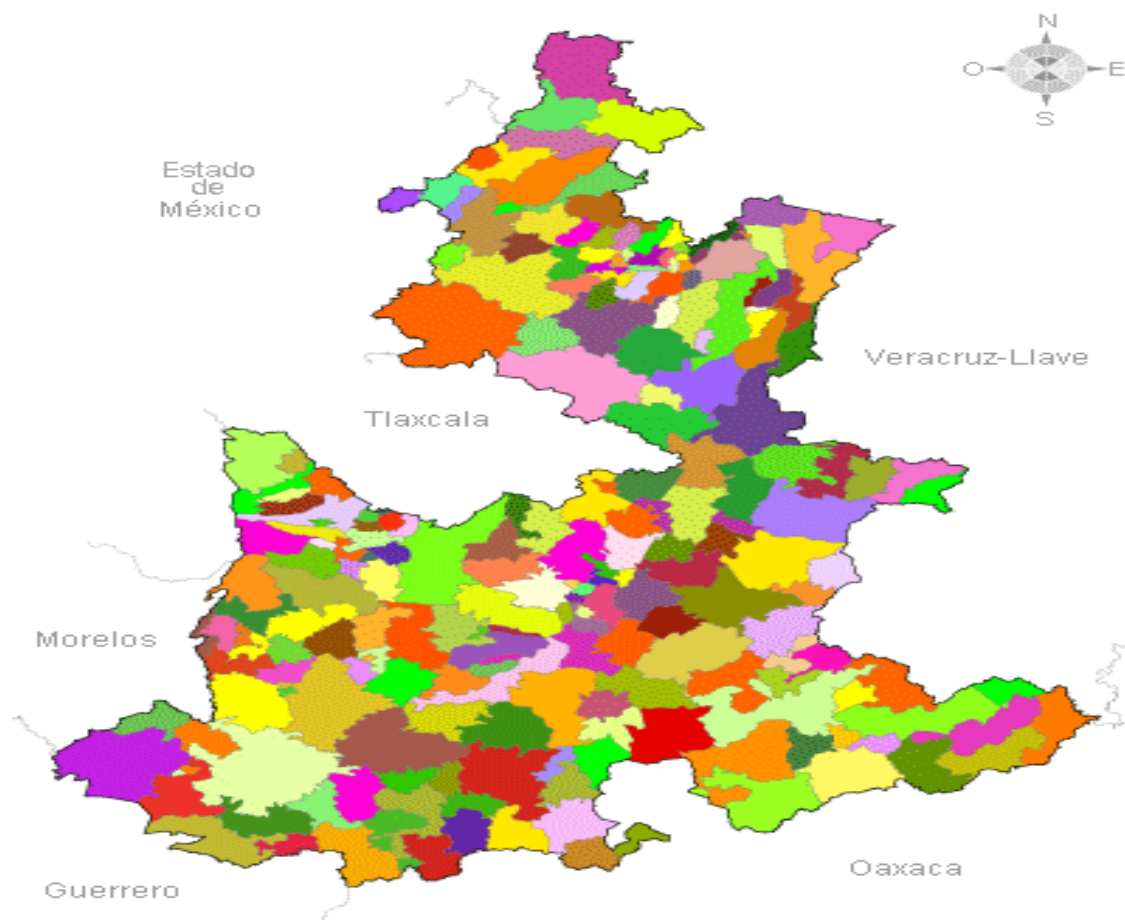 N
O E
S
Estado
de
México
Veracruz-Llave
Tlaxcala
Morelos
Oaxaca
Guerrero